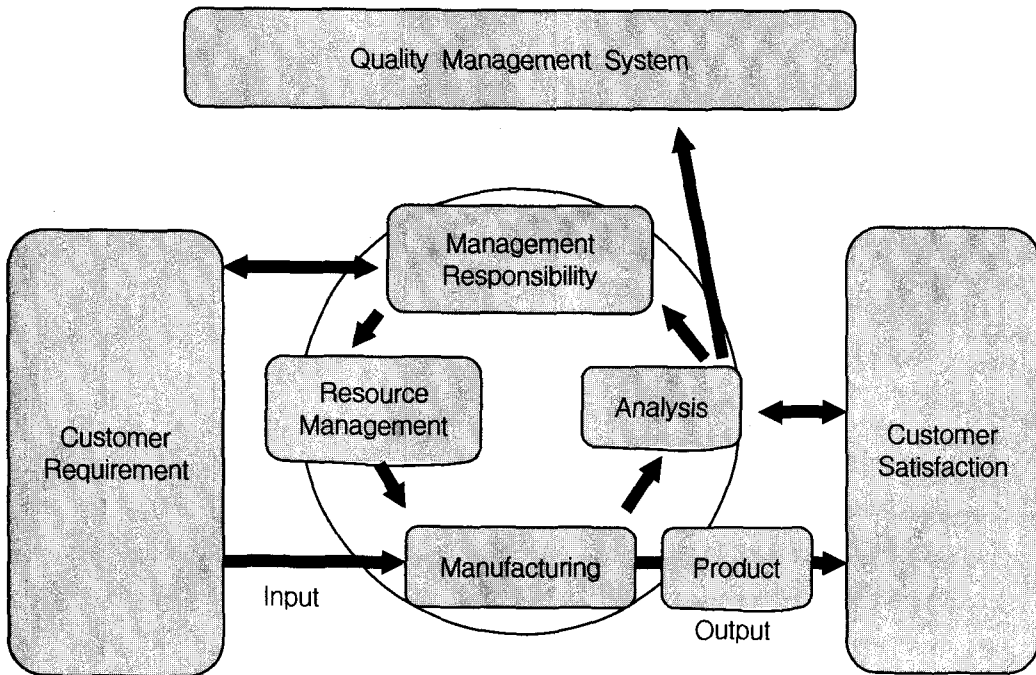 Quality Management System
Management
Responsibility
Resource
Management
Analysis
Customer
Requirement
Customer
Satisfaction
Manufacturing
Product
Input
Output